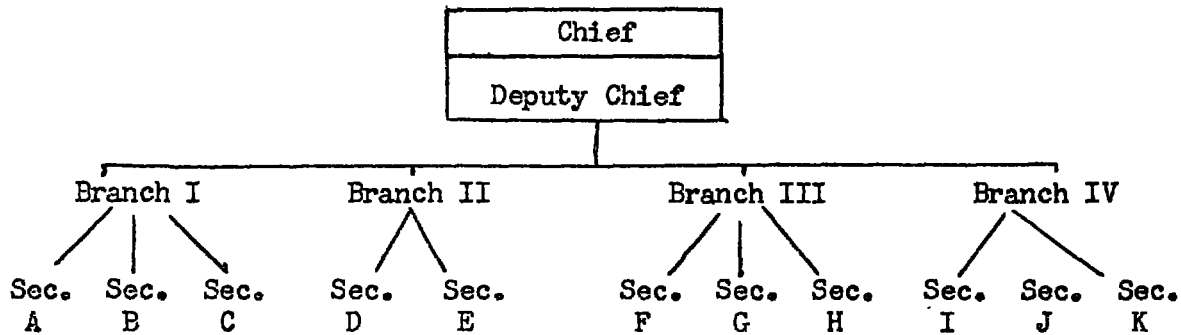 Chief
Deputy Chief
Branch I Branch II Branch III Branch IV
Sec. Sec. Sec. Sec. Sec. Sec. Sec. Sec. Sec. Sec. Sec.
A B C D E F G H I J K